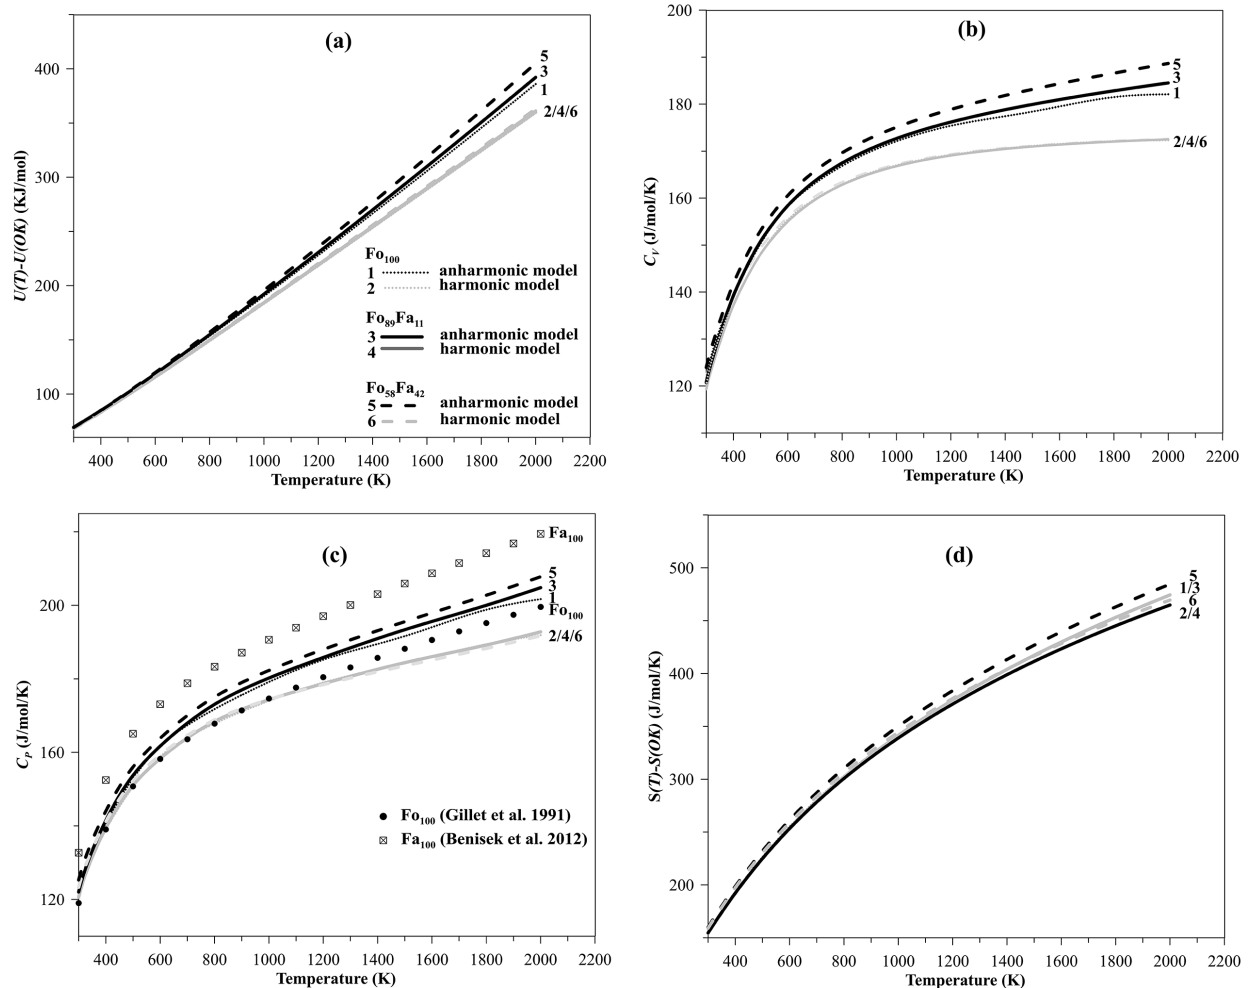 (a)
400
300
200
100
U(T)-U(OK) (KJ/mol)
5
3
1
2/4/6
Fo100
1 anharmonic model
2 harmonic model
Fo89Fa11
3 anharmonic model
4 harmonic model
Fo58Fa42
5 anharmonic model
6 harmonic model
400 600 800 1000 1200 1400 1600 1800 2000 2200
Temperature (K)
(b)
200
180
160
140
120
CV (J/mol/K)
5
3
1
2/4/6
400 600 800 1000 1200 1400 1600 1800 2000 2200
Temperature (K)
(c)
200
160
120
CP (J/mol/K)
Fa100
5
3
1
Fo100
2/4/6
Fo100 (Gillet et al. 1991)
Fa100 (Benisek et al. 2012)
400 600 800 1000 1200 1400 1600 1800 2000 2200
Temperature (K)
(d)
500
400
300
200
S(T)-S(OK) (J/mol/K)
5
1/3
6
2/4
400 600 800 1000 1200 1400 1600 1800 2000 2200
Temperature (K)